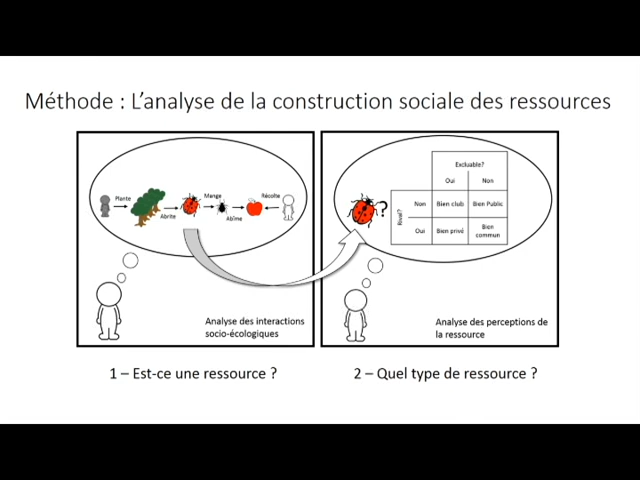 Méthode : L’analyse de la construction sociale des ressources
Plante
Abrite
Mange
Abîme
Récolte
Analyse des interactions
socio-écologiques
?
Excluable?
Oui Non
Rival?
Non Bien club Bien Public
Oui Bien privé Bien
commun
Analyse des perceptions de
la ressource
1 – Est-ce une ressource ?
2 – Quel type de ressource ?